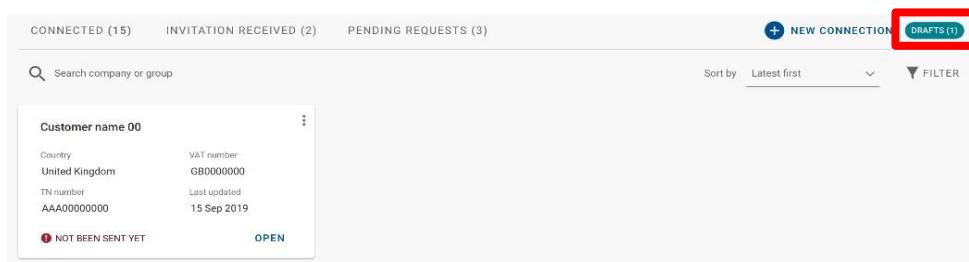 CONNECTED (15) INVITATION RECEIVED (2) PENDING REQUESTS (3) NEW CONNECTION DRAFTS (1)
Search company or group Sort by Latest first FILTER
Customer name 00
Country VAT number
United Kingdom GB0000000
TN number Last updated
AAA00000000 15 Sep 2019
NOT BEEN SENT YET OPEN